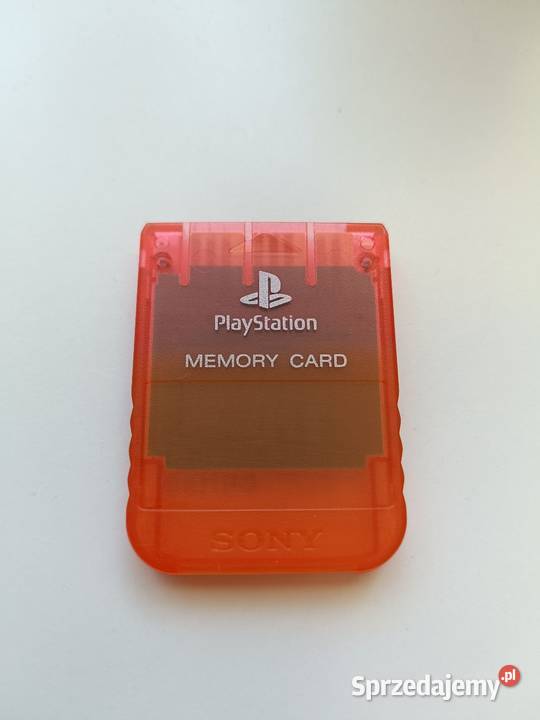 PlayStation
MEMORY CARD
SONY
Sprzedajemy.pl